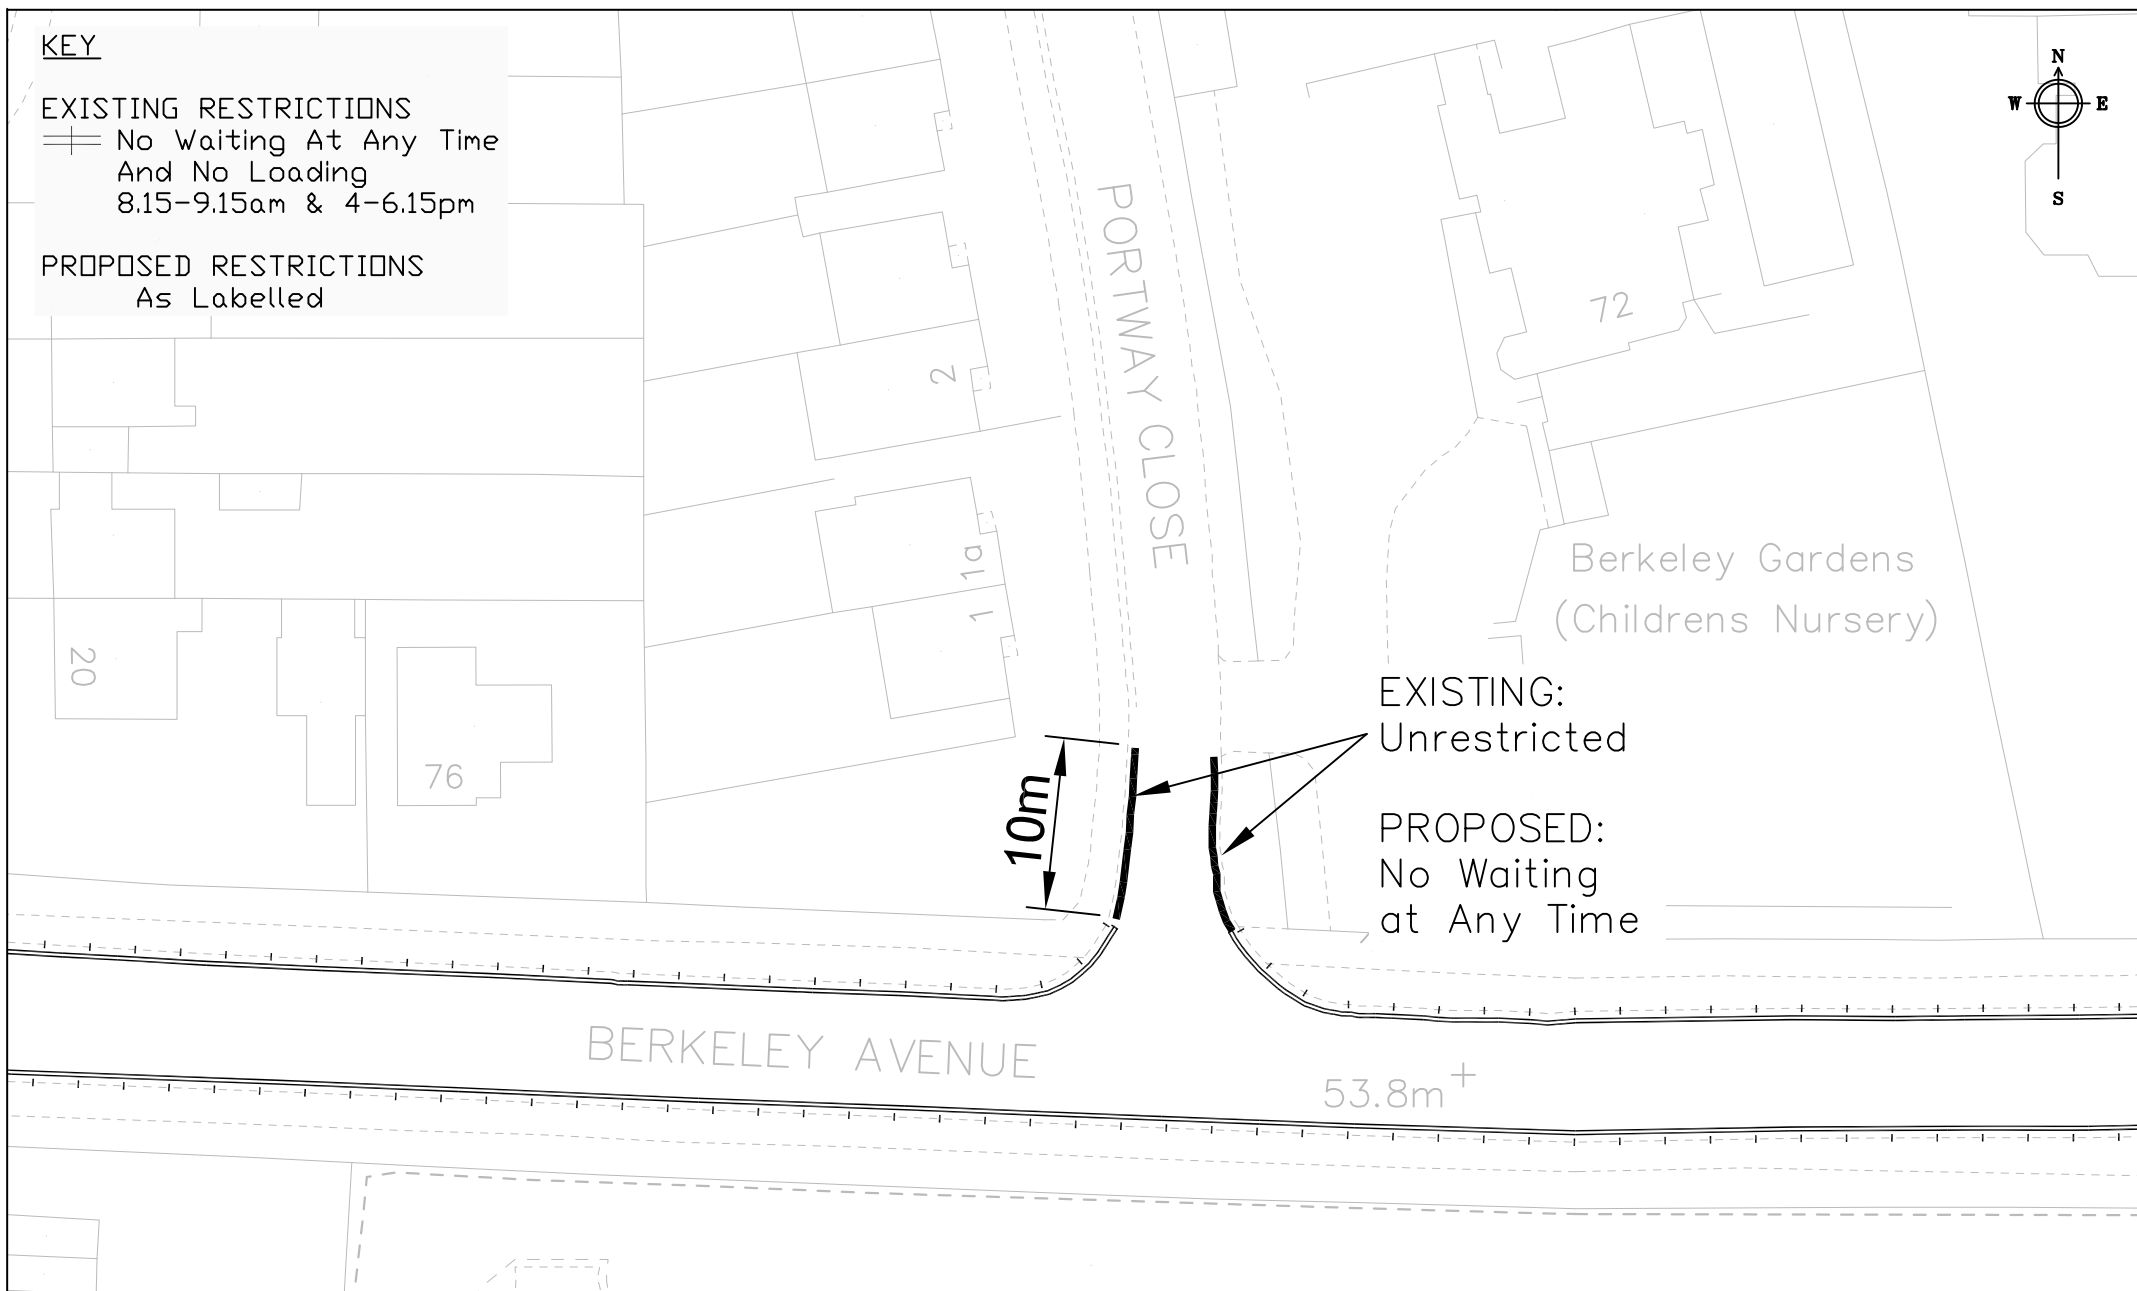 KEY
EXISTING RESTRICTIONS
No Waiting At Any Time
And No Loading
8.15-9.15am & 4-6.15pm
PROPOSED RESTRICTIONS
As Labelled
N
W E
S
PORTWAY CLOSE
72
2
1a
1
Berkeley Gardens
(Childrens Nursery)
20
76
10m
EXISTING:
Unrestricted
PROPOSED:
No Waiting
at Any Time
BERKELEY AVENUE
53.8m